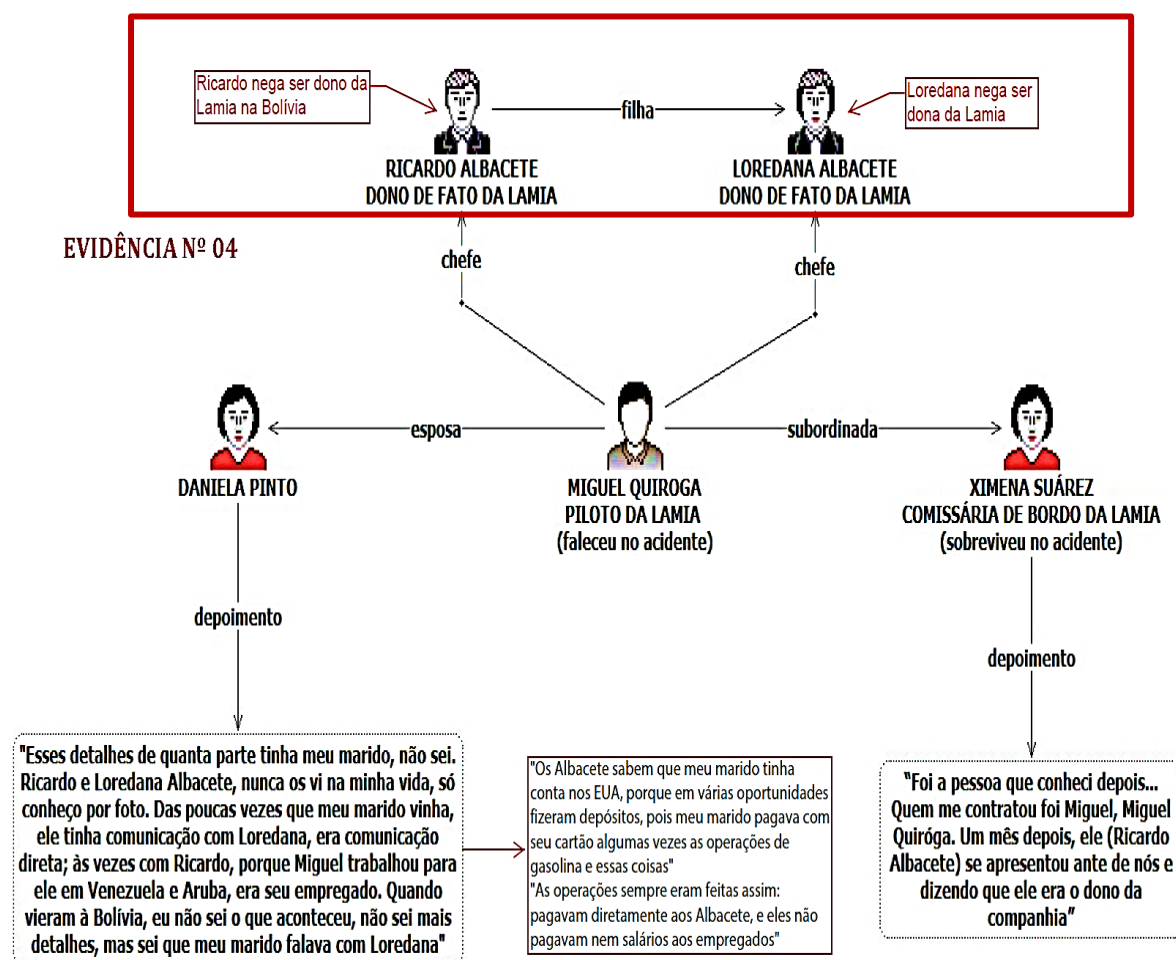 Ricardo nega ser dono da
Lamia na Bolívia
Loredana nega ser
dona da Lamia
filha
RICARDO ALBACETE
DONO DE FATO DA LAMIA
LOREDANA ALBACETE
DONO DE FATO DA LAMIA
EVIDÊNCIA Nº 04
chefe
chefe
esposa
subordinada
DANIELA PINTO
MIGUEL QUIROGA
PILOTO DA LAMIA
(faleceu no acidente)
XIMENA SUÁREZ
COMISSÁRIA DE BORDO DA LAMIA
(sobreviveu no acidente)
depoimento
depoimento
"Esses detalhes de quanta parte tinha meu marido, não sei.
Ricardo e Loredana Albacete, nunca os vi na minha vida, só
conheço por foto. Das poucas vezes que meu marido vinha,
ele tinha comunicação com Loredana, era comunicação
direta; às vezes com Ricardo, porque Miguel trabalhou para
ele em Venezuela e Aruba, era seu empregado. Quando
vieram à Bolívia, eu não sei o que aconteceu, não sei mais
detalhes, mas sei que meu marido falava com Loredana"
"Os Albacete sabem que meu marido tinha
conta nos EUA, porque em várias oportunidades
fizeram depósitos, pois meu marido pagava com
seu cartão algumas vezes as operações de
gasolina e essas coisas"
"As operações sempre eram feitas assim:
pagavam diretamente aos Albacete, e eles não
pagavam nem salários aos empregados"
“Foi a pessoa que conheci depois...
Quem me contratou foi Miguel, Miguel
Quiróga. Um mês depois, ele (Ricardo
Albacete) se apresentou ante de nós e
dizendo que ele era o dono da
companhia”